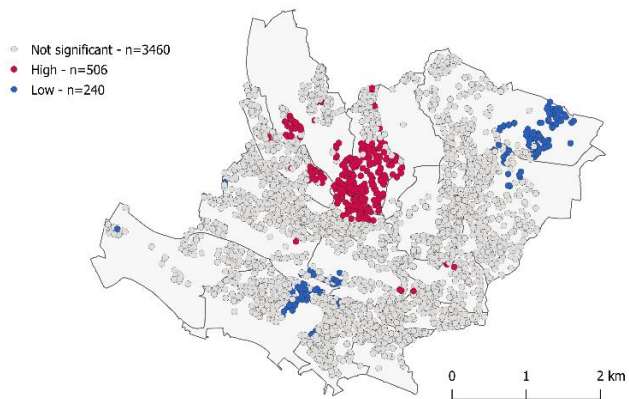 Not significant - n=3460
High - n=506
Low - n=240
0 1 2 km